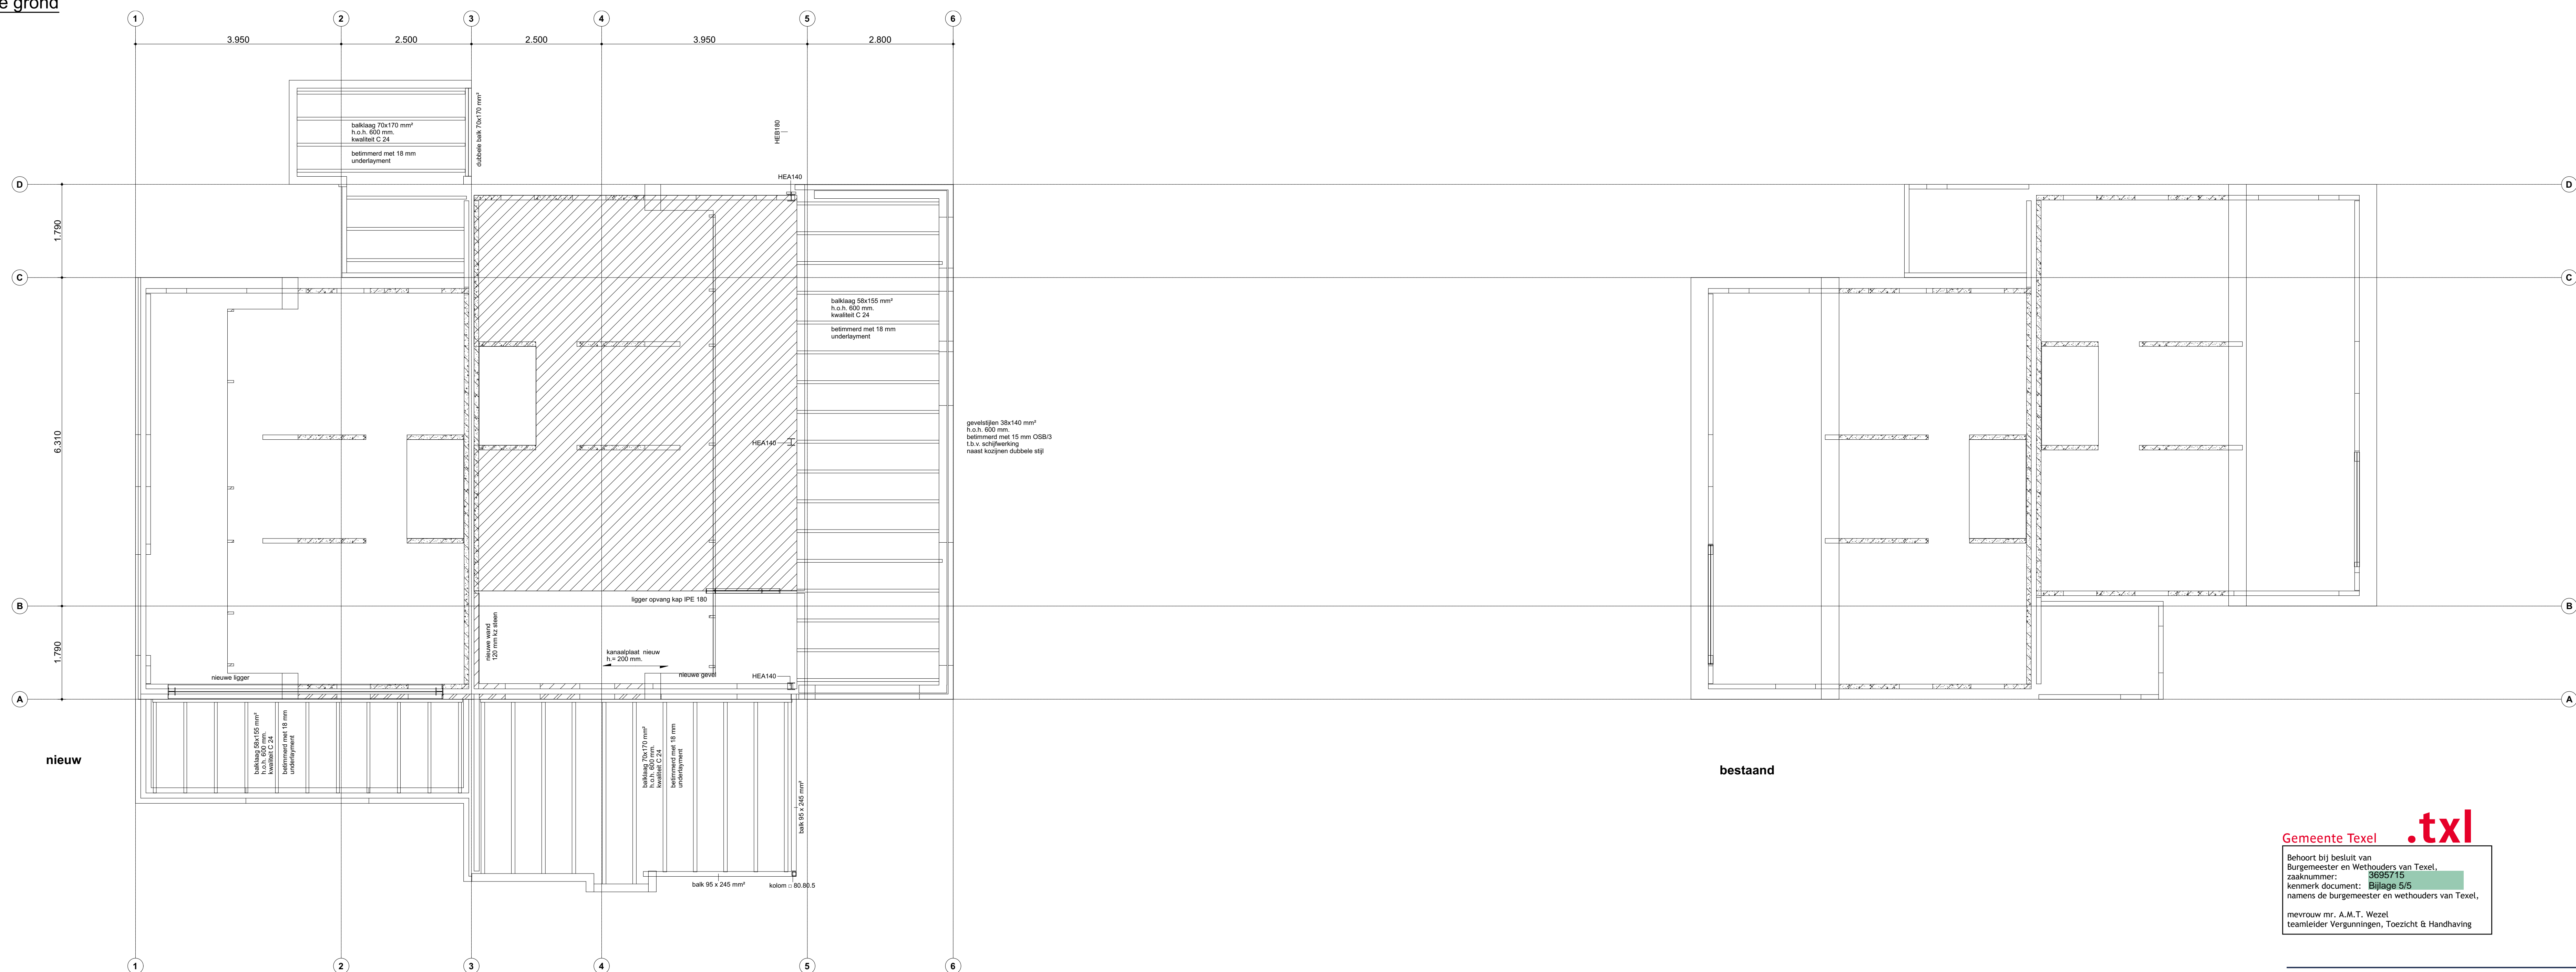 e grond
1
2
3
4
5
6
3.950
2.500
2.500
3.950
2.800
balklaag 70x170 mm²
h.o.h. 600 mm.
kwaliteit C 24
betimmerd met 18 mm
underlayment
dubbele balk 70x170 mm²
HEB180
HEA140
D
D
1.790
C
C
balklaag 58x155 mm²
h.o.h. 600 mm.
kwaliteit C 24
betimmerd met 18 mm
underlayment
6.310
HEA140
gevelstijlen 38x140 mm²
h.o.h. 600 mm.
betimmerd met 15 mm OSB/3
t.b.v. schijfwerking
naast kozijnen dubbele stijl
ligger opvang kap IPE 180
B
B
1.790
nieuwe wand
120 mm kz steen
kanaalplaat nieuw
h.= 200 mm.
nieuwe ligger
nieuwe gevel
HEA140
A
A
balklaag 58x155 mm²
h.o.h. 600 mm.
kwaliteit C 24
betimmerd met 18 mm
underlayment
balklaag 70x170 mm²
h.o.h. 600 mm.
kwaliteit C 24
betimmerd met 18 mm
underlayment
balk 95 x 245 mm²
nieuw
bestaand
balk 95 x 245 mm²
kolom □ 80.80.5
Gemeente Texel
.txl
Behoort bij besluit van
Burgemeester en Wethouders van Texel,
zaaknummer: 3695715
kenmerk document: Bijlage 5/5
namens de burgemeester en wethouders van Texel,
mevrouw mr. A.M.T. Wezel
teamleider Vergunningen, Toezicht & Handhaving
1
2
3
4
5
6